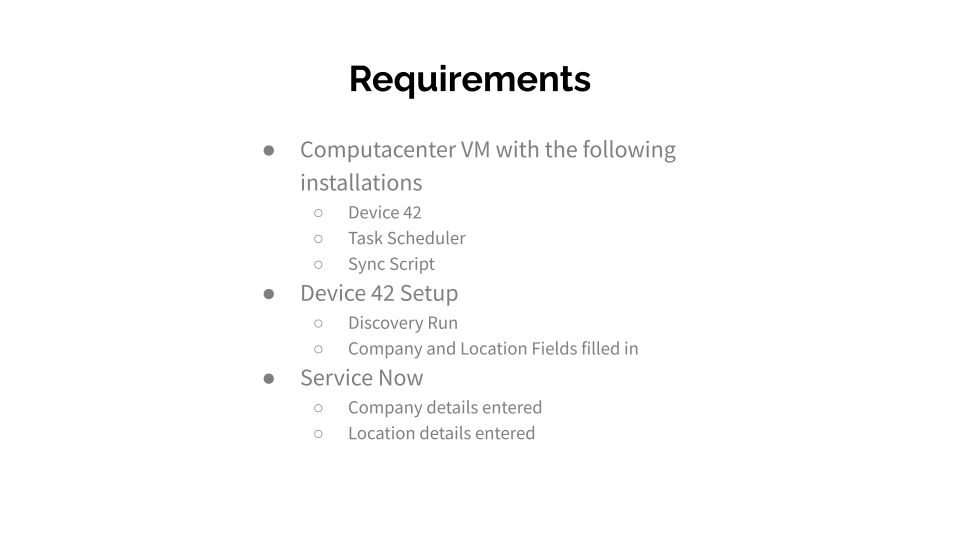 Requirements
● Computacenter VM with the following
installations
○ Device 42
○ Task Scheduler
○ Sync Script
● Device 42 Setup
○ Discovery Run
○ Company and Location Fields filled in
● Service Now
○ Company details entered
○ Location details entered